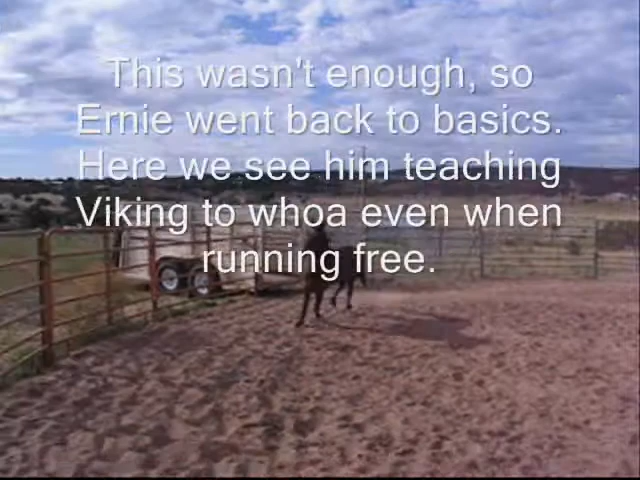 This wasn't enough, so
Ernie went back to basics.
Here we see him teaching
Viking to whoa even when
running free.